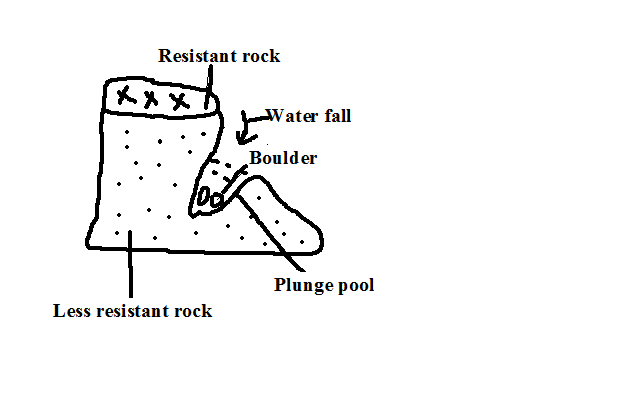 Resistant rock
Water fall
Boulder
Plunge pool
Less resistant rock